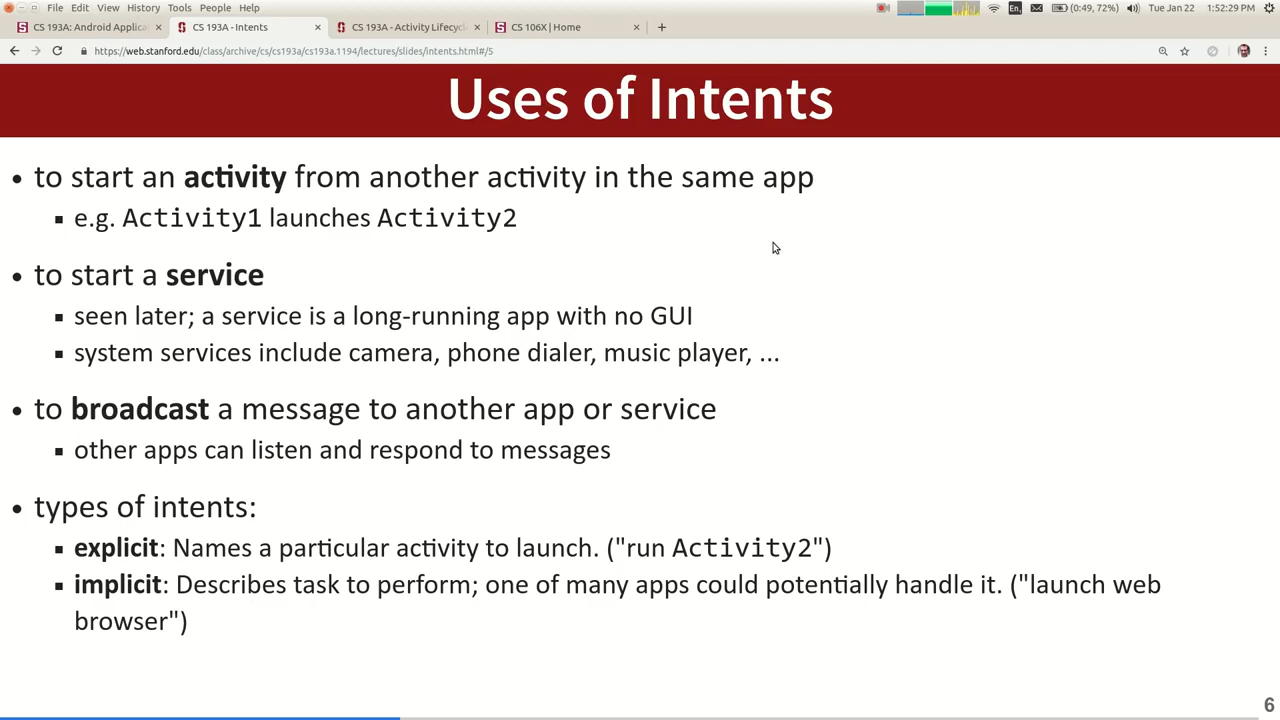 File Edit View History Tools People Help
En, (0:49, 72%) Tue Jan 22 1:52:29 PM
CS 193A: Android Applica × CS 193A - Intents × CS 193A - Activity Lifecycl × CS 106X | Home × +
https://web.stanford.edu/class/archive/cs/cs193a/cs193a.1194/lectures/slides/intents.html#/5
Uses of Intents
• to start an activity from another activity in the same app
▪ e.g. Activity1 launches Activity2
• to start a service
▪ seen later; a service is a long-running app with no GUI
▪ system services include camera, phone dialer, music player, ...
• to broadcast a message to another app or service
▪ other apps can listen and respond to messages
• types of intents:
▪ explicit: Names a particular activity to launch. ("run Activity2")
▪ implicit: Describes task to perform; one of many apps could potentially handle it. ("launch web
browser")
6